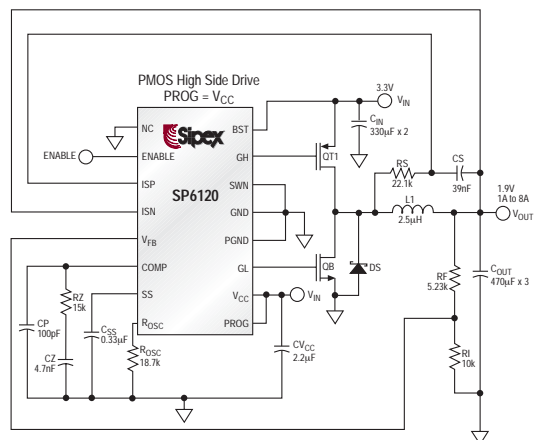 PMOS High Side Drive
PROG = VCC
Sipex
SP6120
NC
ENABLE
ISP
ISN
VFB
COMP
SS
ROSC
BST
GH
SWN
GND
PGND
GL
VCC
PROG
ENABLE
3.3V
VIN
CIN
330µF x 2
QT1
RS
22.1k
CS
39nF
L1
2.5µH
1.9V
1A to 8A
VOUT
QB
DS
RF
5.23k
COUT
470µF x 3
RI
10k
VIN
CVCC
2.2µF
RZ
15k
CP
100pF
CZ
4.7nF
CSS
0.33µF
ROSC
18.7k